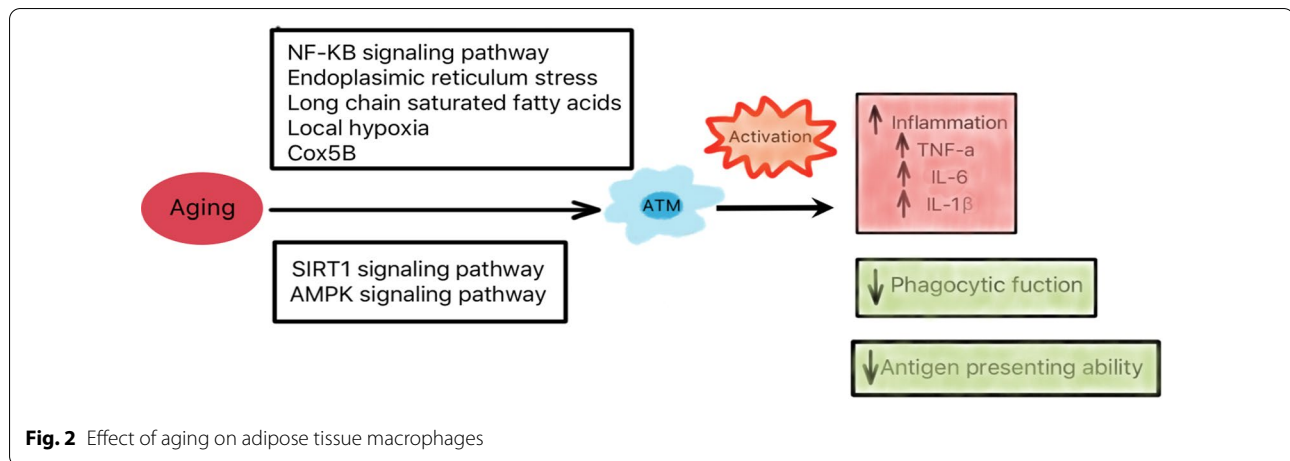 NF-KB signaling pathway
Endoplasimic reticulum stress
Long chain saturated fatty acids
Local hypoxia
Cox5B
Aging
SIRT1 signaling pathway
AMPK signaling pathway
ATM
Activation
Inflammation
TNF-a
IL-6
IL-1β
Phagocytic fuction
Antigen presenting ability
Fig. 2 Effect of aging on adipose tissue macrophages